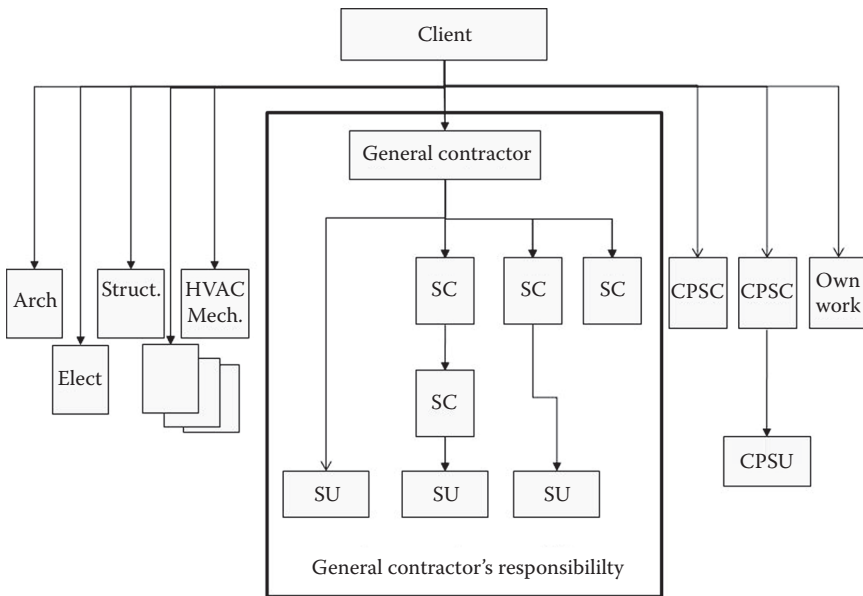 Client
General contractor
Arch
Struct.
HVAC
Mech.
SC
SC
SC
CPSC
CPSC
Own
work
Elect
SC
CPSU
SU
SU
SU
General contractor's responsibililty